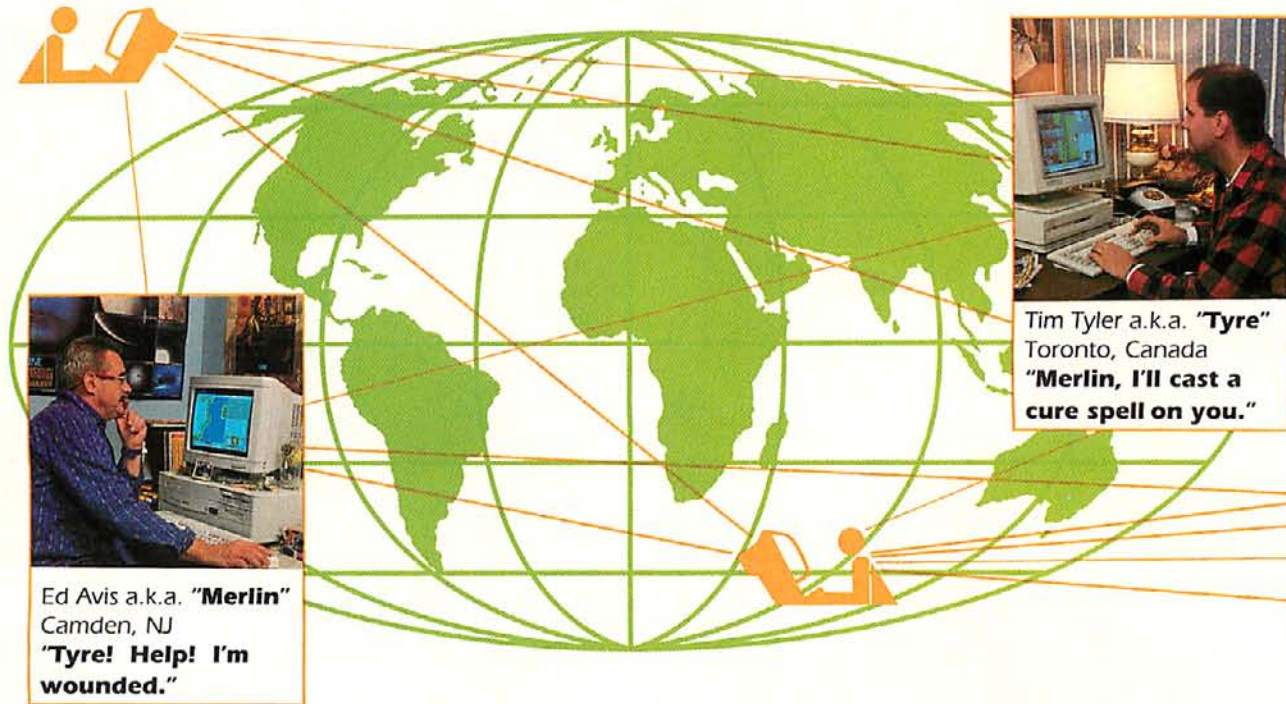 Ed Avis a.k.a. "Merlin"
Camden, NJ
"Tyre! Help! I'm
wounded."
Tim Tyler a.k.a. "Tyre"
Toronto, Canada
"Merlin, I'll cast a
cure spell on you."